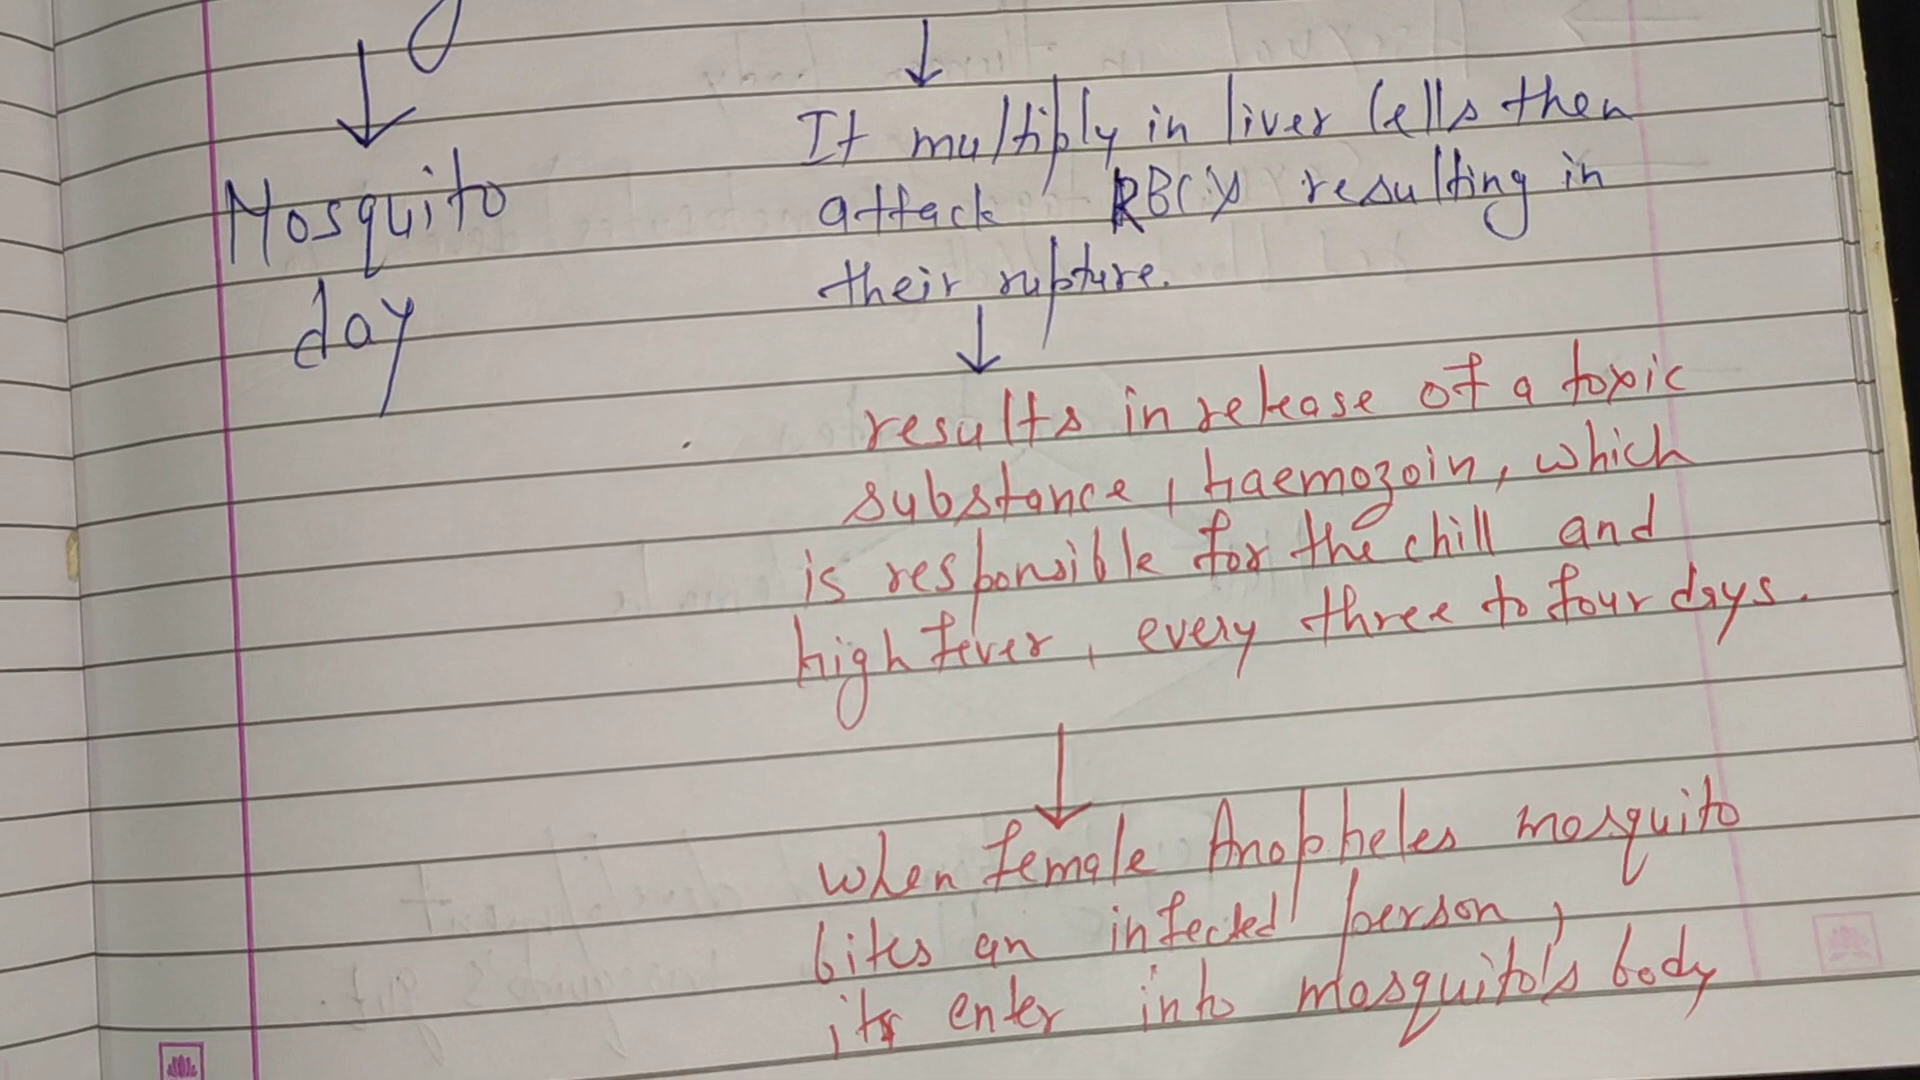 Mosquito
day
It multiply in liver cells then
attack RBCs resulting in
their rupture.
results in release of a toxic
substance, haemozoin, which
is responsible for the chill and
high fever, every three to four days.
when female Anopheles mosquito
bites an infected person,
its enter into mosquito's body